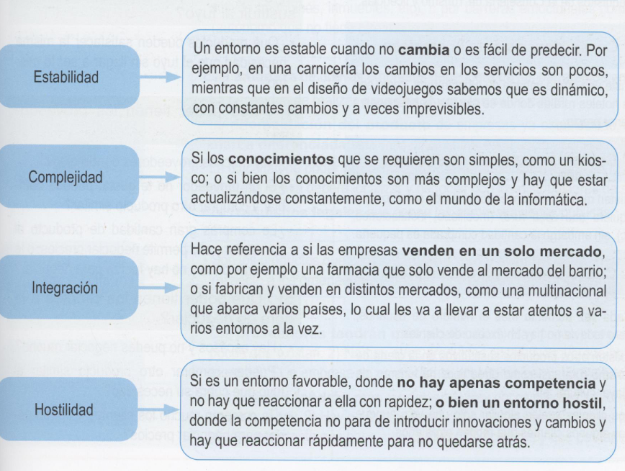 Estabilidad
Un entorno es estable cuando no cambia o es fácil de predecir. Por
ejemplo, en una carnicería los cambios en los servicios son pocos,
mientras que en el diseño de videojuegos sabemos que es dinámico,
con constantes cambios y a veces imprevisibles.
Complejidad
Si los conocimientos que se requieren son simples, como un kios-
co; o si bien los conocimientos son más complejos y hay que estar
actualizándose constantemente, como el mundo de la informática.
Integración
Hace referencia a si las empresas venden en un solo mercado,
como por ejemplo una farmacia que solo vende al mercado del barrio;
o si fabrican y venden en distintos mercados, como una multinacional
que abarca varios países, lo cual les va a llevar a estar atentos a va-
rios entornos a la vez.
Hostilidad
Si es un entorno favorable, donde no hay apenas competencia y
no hay que reaccionar a ella con rapidez; o bien un entorno hostil,
donde la competencia no para de introducir innovaciones y cambios y
hay que reaccionar rápidamente para no quedarse atrás.